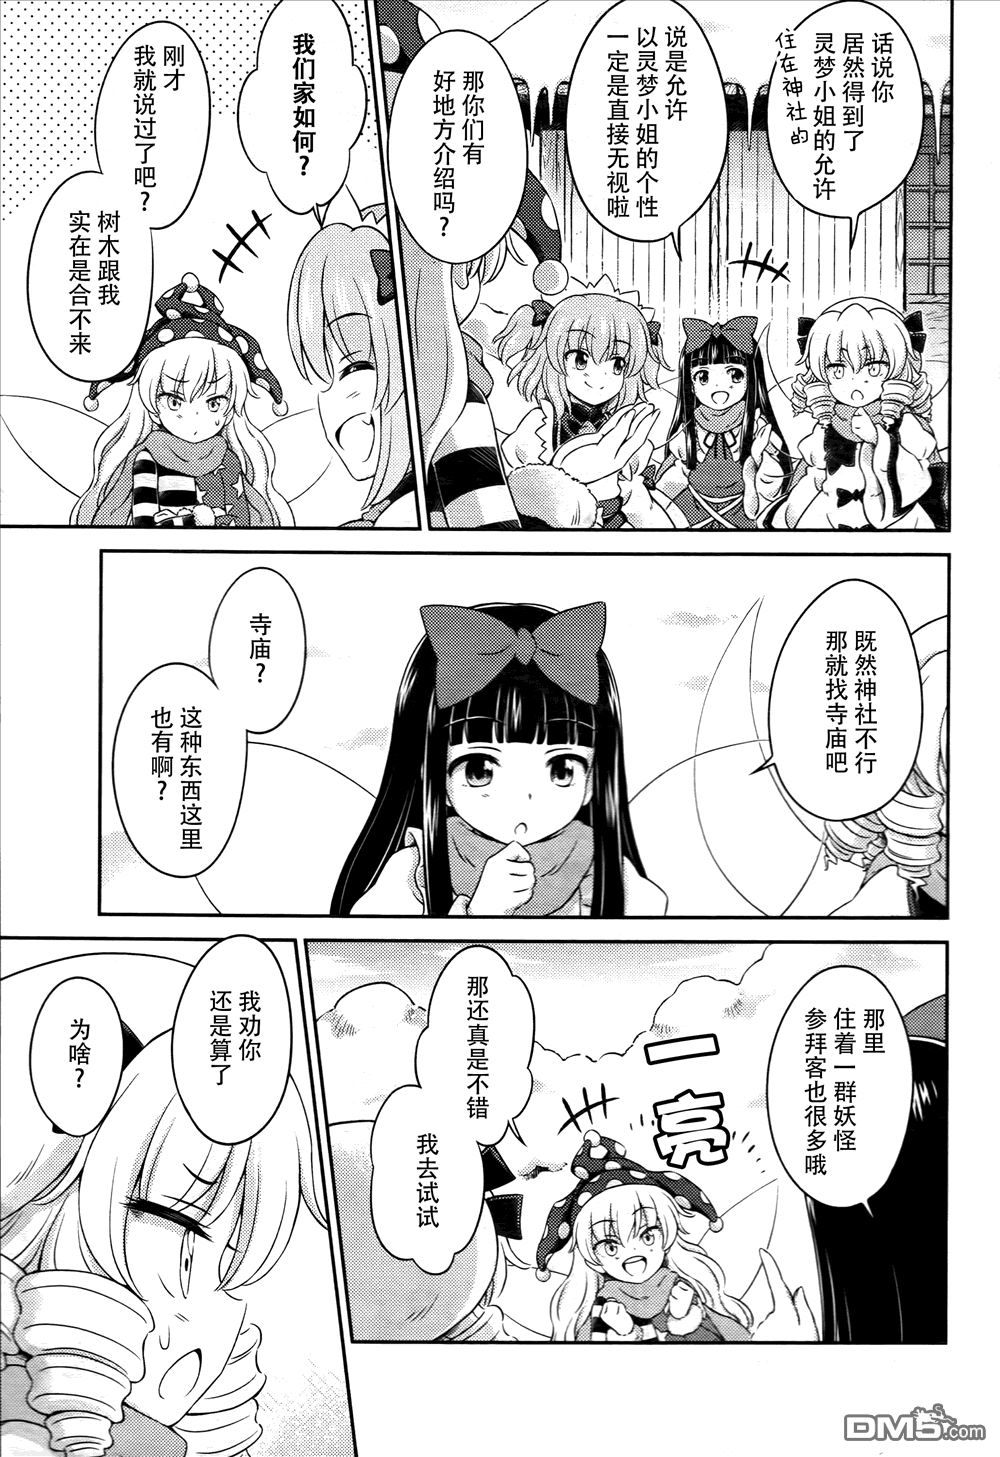 话说你
居然得到了
灵梦小姐的允许
住在神社的
说是允许
以灵梦小姐的个性
一定是直接无视啦
那你们有
好地方介绍吗?
我们家如何?
刚才
我就说过了吧?
树木跟我
实在是合不来
既然神社不行
那就找寺庙吧
寺庙?
这种东西这里
也有啊?
那里
住着一群妖怪
参拜客也很多哦
一亮
那还真是不错
我去试试
我劝你
还是算了
为啥?
DM5.com